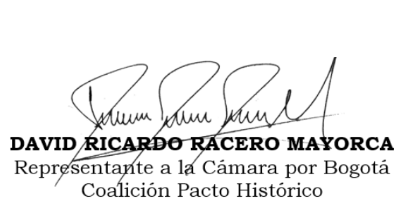 DAVID RICARDO RACERO MAYORCA
Representante a la Cámara por Bogotá
Coalición Pacto Histórico